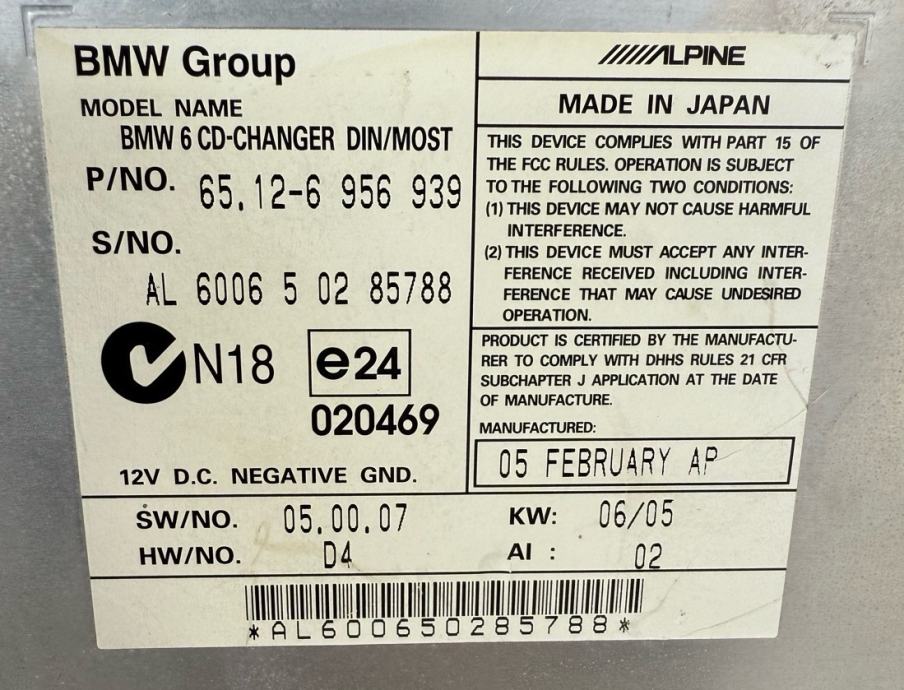 BMW Group
MODEL NAME
BMW 6 CD-CHANGER DIN/MOST
P/NO. 65.12-6 956 939
S/NO.
AL 6006 5 02 85788
N18 e24
020469
12V D.C. NEGATIVE GND.
ALPINE
MADE IN JAPAN
THIS DEVICE COMPLIES WITH PART 15 OF
THE FCC RULES. OPERATION IS SUBJECT
TO THE FOLLOWING TWO CONDITIONS:
(1) THIS DEVICE MAY NOT CAUSE HARMFUL
INTERFERENCE.
(2) THIS DEVICE MUST ACCEPT ANY INTER-
FERENCE RECEIVED INCLUDING INTER-
FERENCE THAT MAY CAUSE UNDESIRED
OPERATION.
PRODUCT IS CERTIFIED BY THE MANUFACTU-
RER TO COMPLY WITH DHHS RULES 21 CFR
SUBCHAPTER J APPLICATION AT THE DATE
OF MANUFACTURE.
MANUFACTURED:
05 FEBRUARY AP
SW/NO. 05.00.07 KW: 06/05
HW/NO. D4 AI : 02
*AL600650285788*